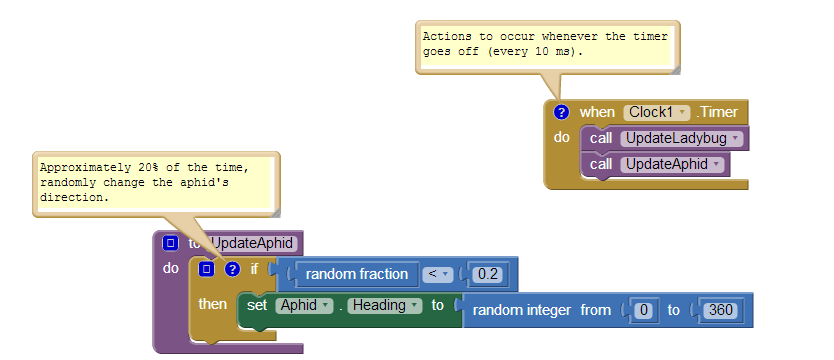 Actions to occur whenever the timer
goes off (every 10 ms).
? when Clock1 .Timer
do call UpdateLadybug
call UpdateAphid
Approximately 20% of the time,
randomly change the aphid's
direction.
to UpdateAphid
do ? if random fraction < 0.2
then set Aphid . Heading to random integer from 0 to 360